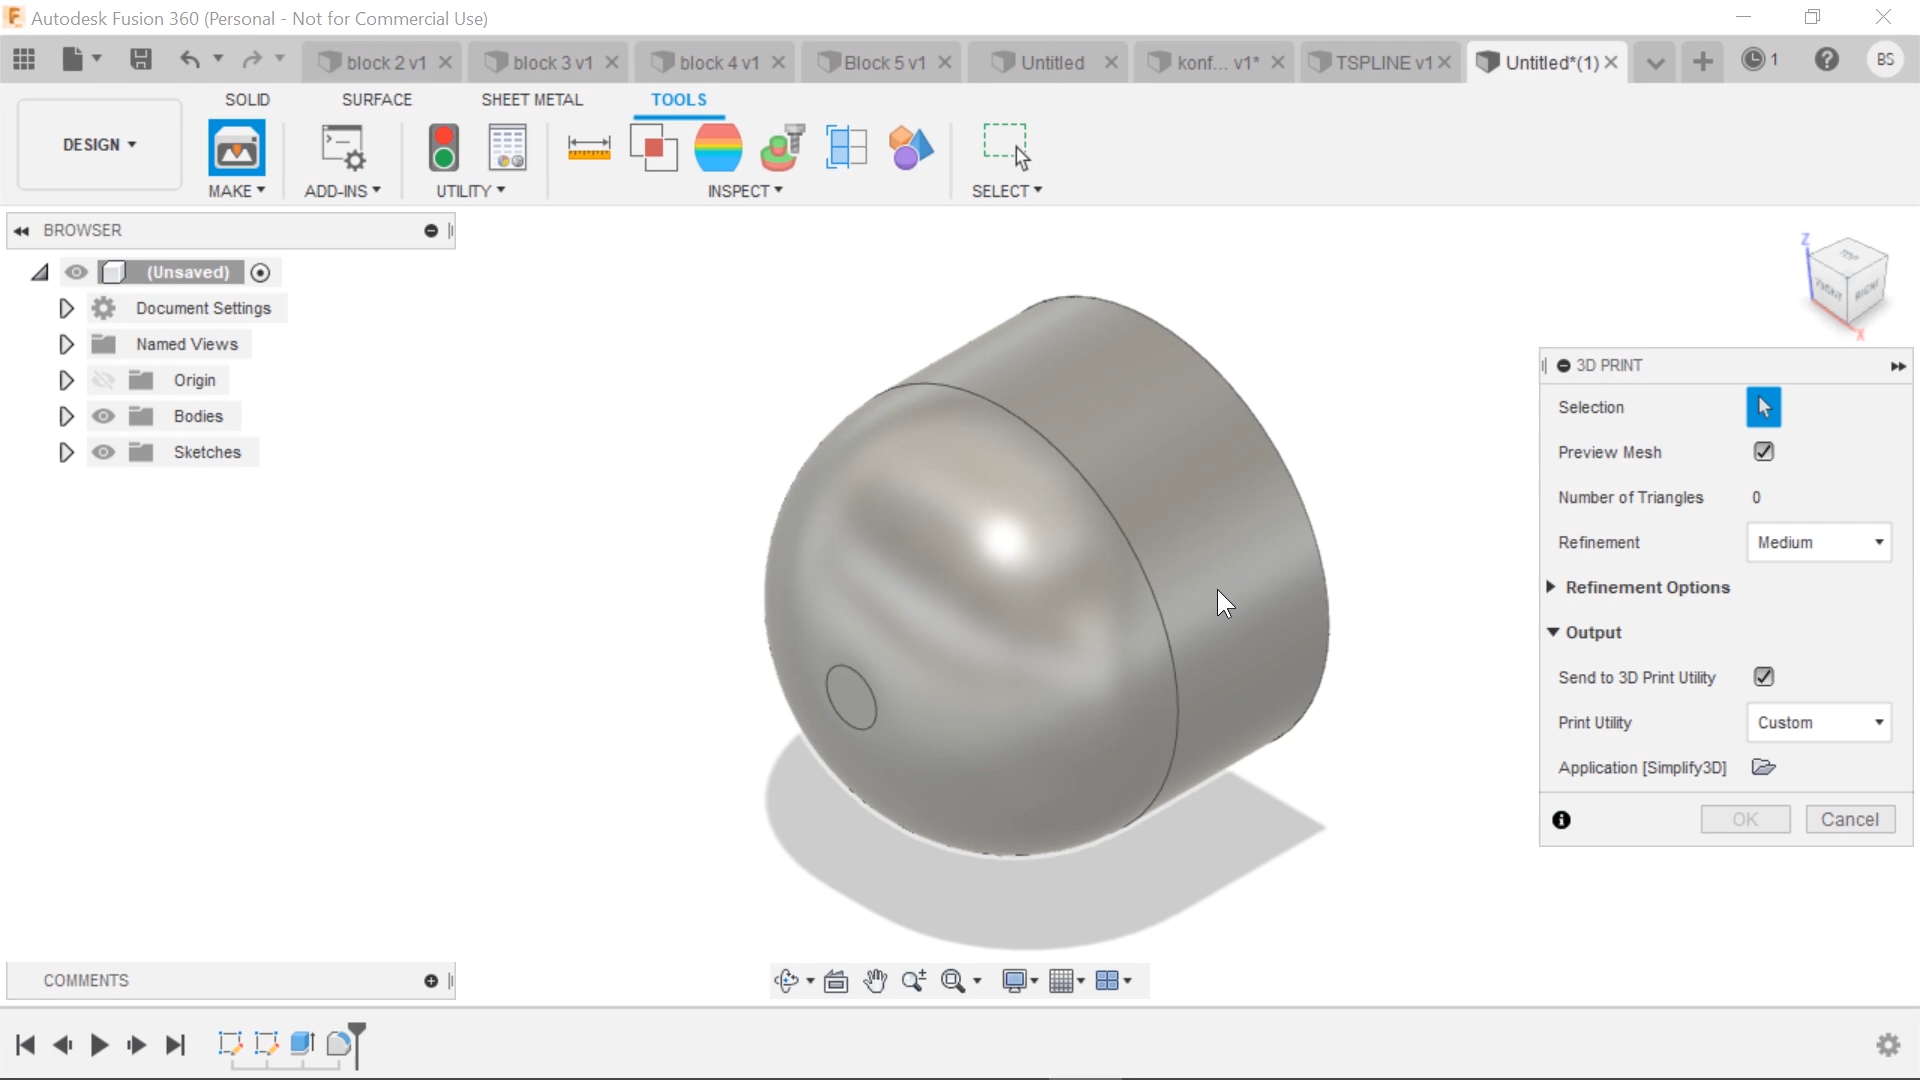 Autodesk Fusion 360 (Personal - Not for Commercial Use)
block 2 v1
block 3 v1
block 4 v1
Block 5 v1
Untitled
konf... v1*
TSPLINE v1
Untitled*(1)
1
BS
DESIGN
SOLID
SURFACE
SHEET METAL
TOOLS
MAKE
ADD-INS
UTILITY
INSPECT
SELECT
BROWSER
(Unsaved)
Document Settings
Named Views
Origin
Bodies
Sketches
Z
TOP
FRONT
RIGHT
X
3D PRINT
Selection
Preview Mesh
Number of Triangles 0
Refinement Medium
Refinement Options
Output
Send to 3D Print Utility
Print Utility Custom
Application [Simplify3D]
OK Cancel
COMMENTS